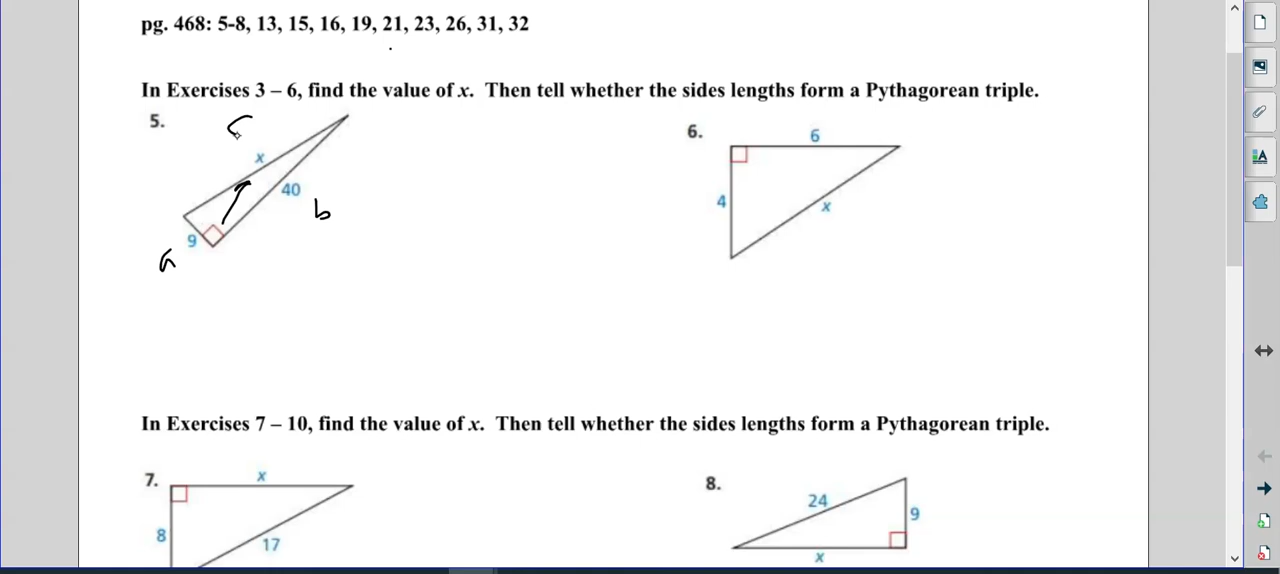 pg. 468: 5-8, 13, 15, 16, 19, 21, 23, 26, 31, 32
In Exercises 3 – 6, find the value of x. Then tell whether the sides lengths form a Pythagorean triple.
5.
c
x
40
b
9
a
6.
6
4
x
In Exercises 7 – 10, find the value of x. Then tell whether the sides lengths form a Pythagorean triple.
7.
x
8
17
8.
24
9
x